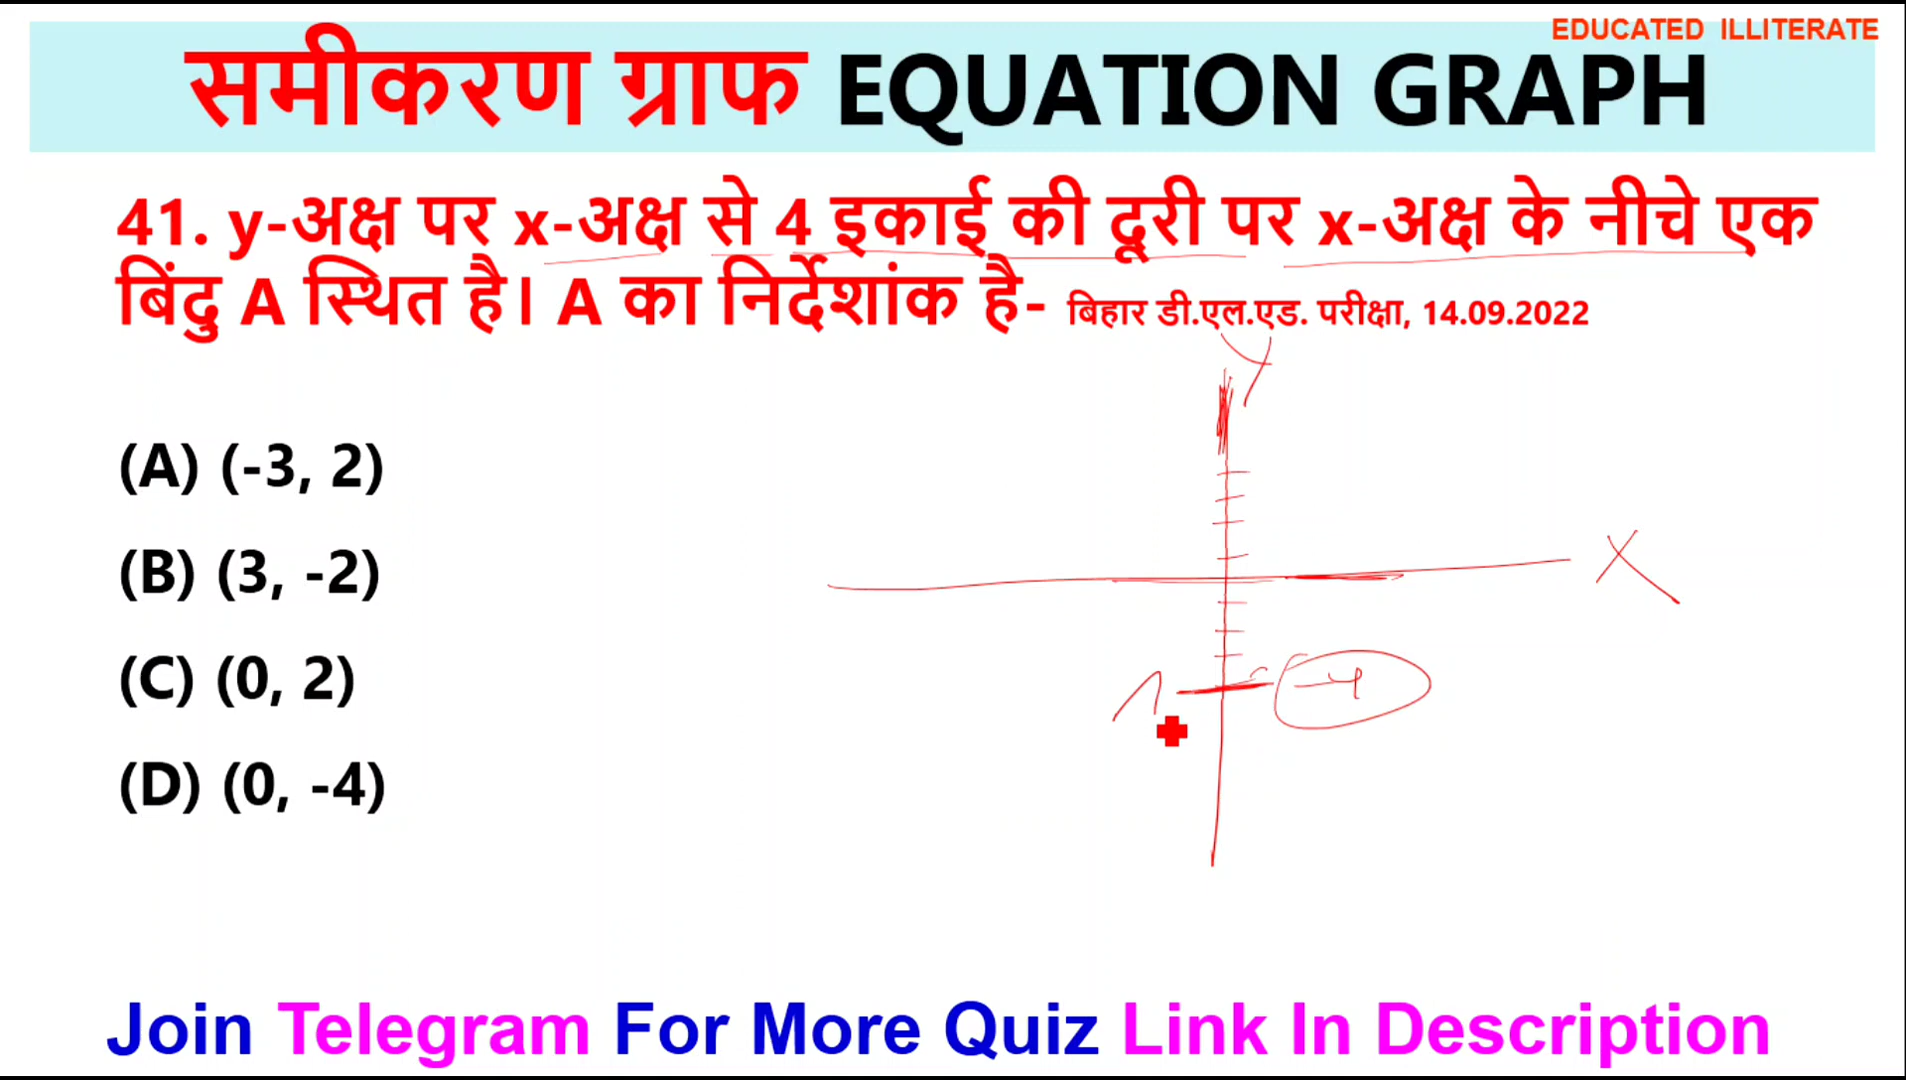 EDUCATED ILLITERATE
समीकरण ग्राफ EQUATION GRAPH
41. y-अक्ष पर x-अक्ष से 4 इकाई की दूरी पर x-अक्ष के नीचे एक
बिंदु A स्थित है। A का निर्देशांक है- बिहार डी.एल.एड. परीक्षा, 14.09.2022
Y
(A) (-3, 2)
(B) (3, -2)
X
(C) (0, 2)
-4
(D) (0, -4)
Join Telegram For More Quiz Link In Description